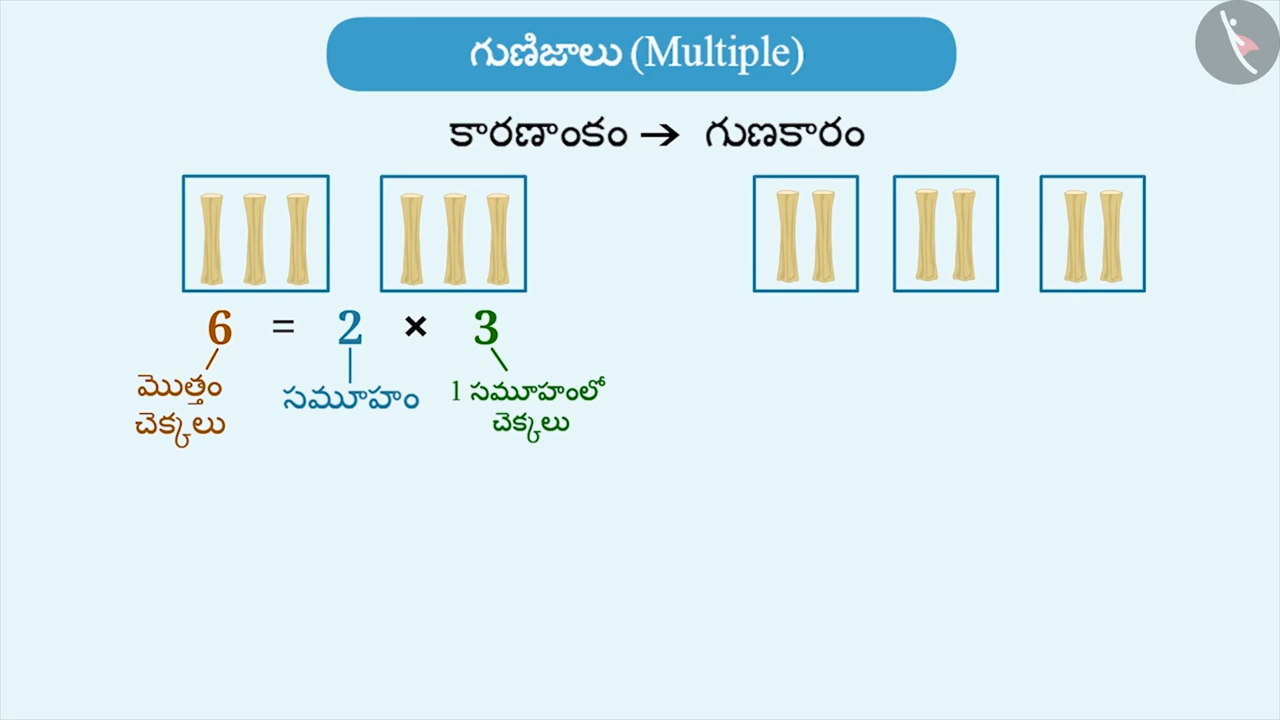 గుణిజాలు (Multiple)
కారణాంకం → గుణకారం
6 = 2 × 3
మొత్తం
చెక్కలు
సమూహం
1 సమూహంలో
చెక్కలు